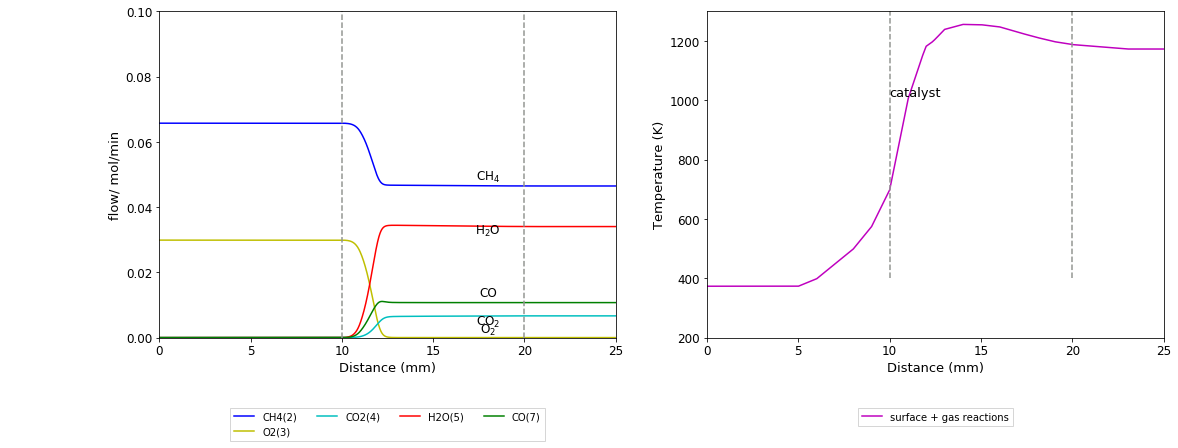 0.10
0.08
0.06
0.04
0.02
0.00
flow/ mol/min
CH₄
H₂O
CO
CO₂
O₂
0 5 10 15 20 25
Distance (mm)
CH4(2) CO2(4) H2O(5) CO(7)
O2(3)
1200
1000
800
600
400
200
Temperature (K)
catalyst
0 5 10 15 20 25
Distance (mm)
surface + gas reactions